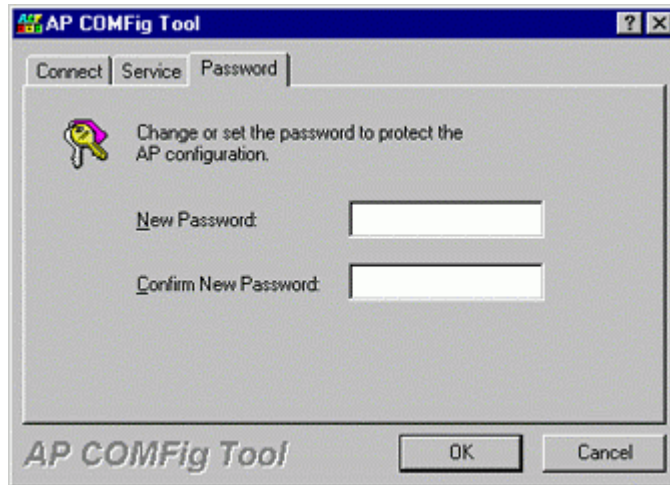 AP COMFig Tool
Connect Service Password
Change or set the password to protect the
AP configuration.
New Password:
Confirm New Password:
AP COMFig Tool OK Cancel